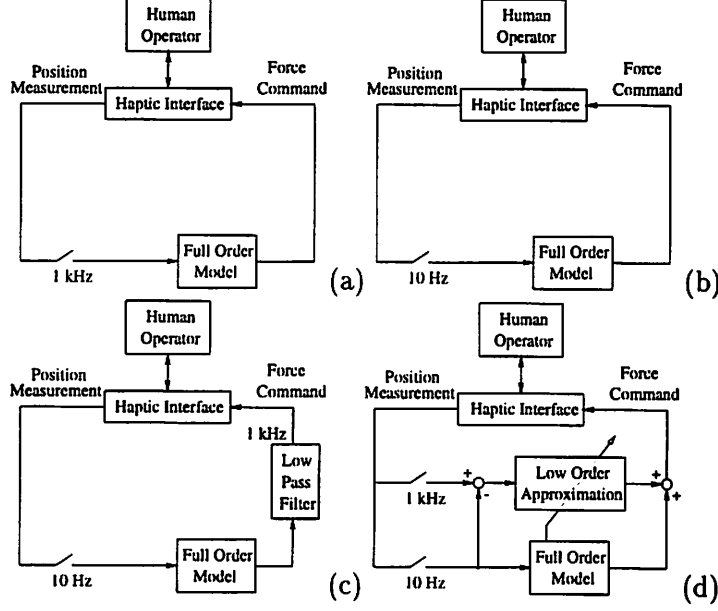 Human
Operator
Position
Measurement
Force
Command
Haptic Interface
1 kHz
Full Order
Model
(a)
Human
Operator
Position
Measurement
Force
Command
Haptic Interface
10 Hz
Full Order
Model
(b)
Human
Operator
Position
Measurement
Force
Command
Haptic Interface
1 kHz
Low
Pass
Filter
10 Hz
Full Order
Model
(c)
Human
Operator
Position
Measurement
Force
Command
Haptic Interface
1 kHz
+
-
Low Order
Approximation
+
+
10 Hz
Full Order
Model
(d)